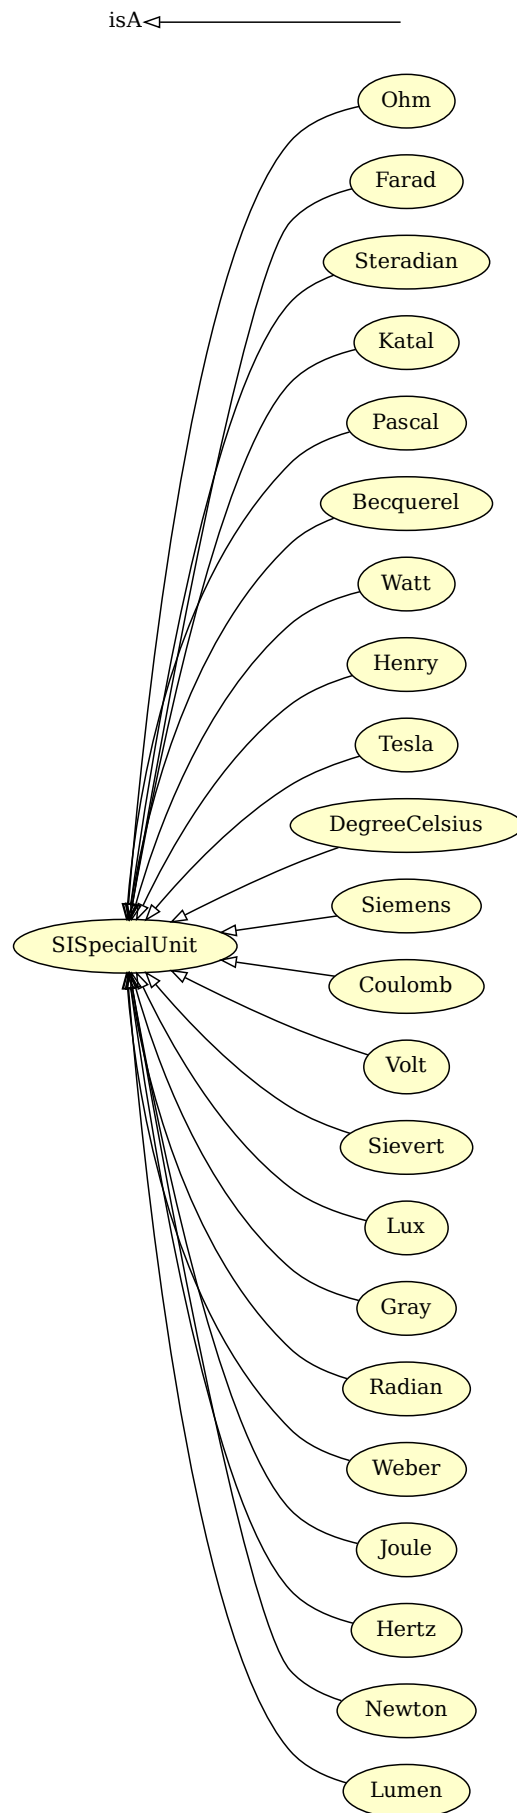 isA
Ohm
Farad
Steradian
Katal
Pascal
Becquerel
Watt
Henry
Tesla
DegreeCelsius
Siemens
SISpecialUnit
Coulomb
Volt
Sievert
Lux
Gray
Radian
Weber
Joule
Hertz
Newton
Lumen